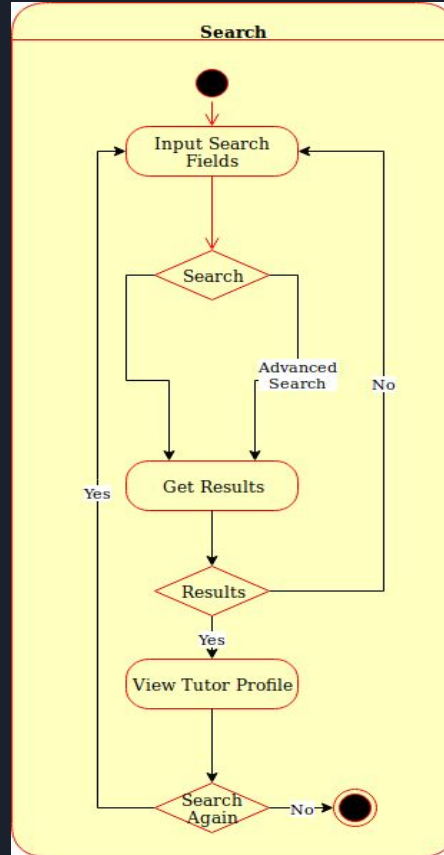 Search
Input Search
Fields
Search
Advanced
Search
No
Get Results
Yes
Results
Yes
View Tutor Profile
Search
Again
No